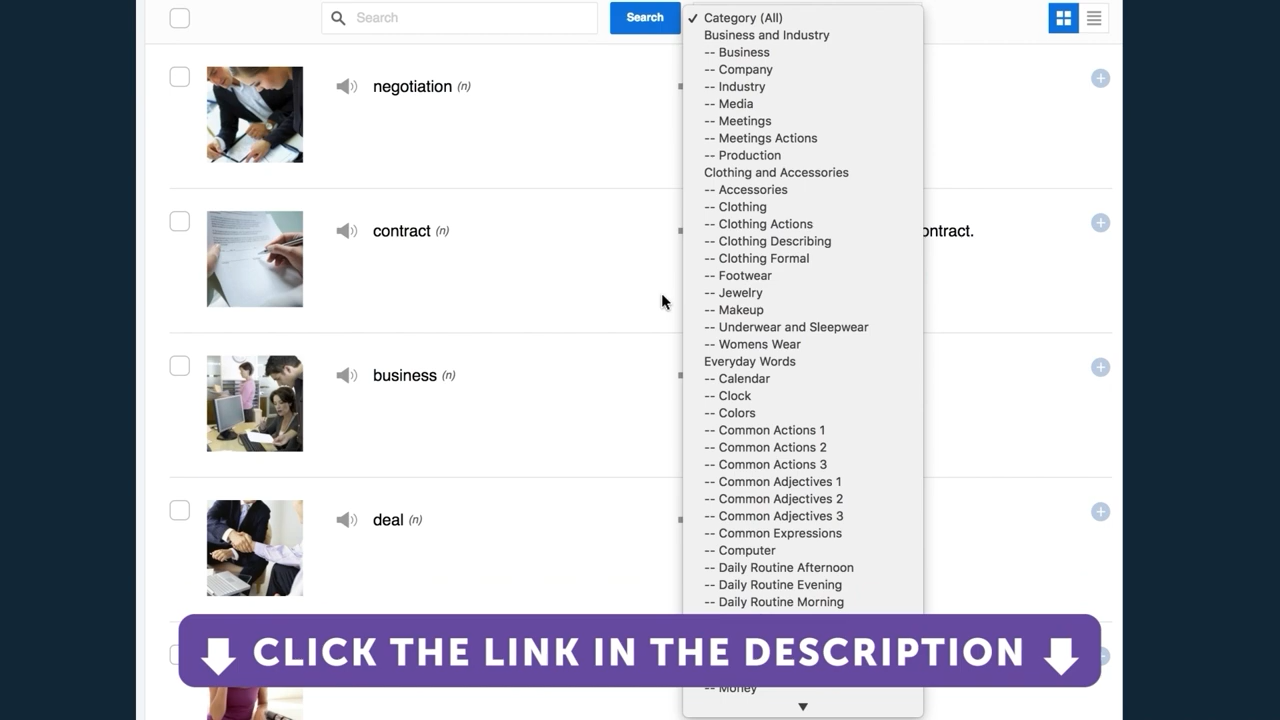 Search
Search
✓ Category (All)
Business and Industry
-- Business
-- Company
-- Industry
-- Media
-- Meetings
-- Meetings Actions
-- Production
Clothing and Accessories
-- Accessories
-- Clothing
-- Clothing Actions
-- Clothing Describing
-- Clothing Formal
-- Footwear
-- Jewelry
-- Makeup
-- Underwear and Sleepwear
-- Womens Wear
Everyday Words
-- Calendar
-- Clock
-- Colors
-- Common Actions 1
-- Common Actions 2
-- Common Actions 3
-- Common Adjectives 1
-- Common Adjectives 2
-- Common Adjectives 3
-- Common Expressions
-- Computer
-- Daily Routine Afternoon
-- Daily Routine Evening
-- Daily Routine Morning
-- Money
negotiation (n)
contract (n)
ontract.
business (n)
deal (n)
CLICK THE LINK IN THE DESCRIPTION